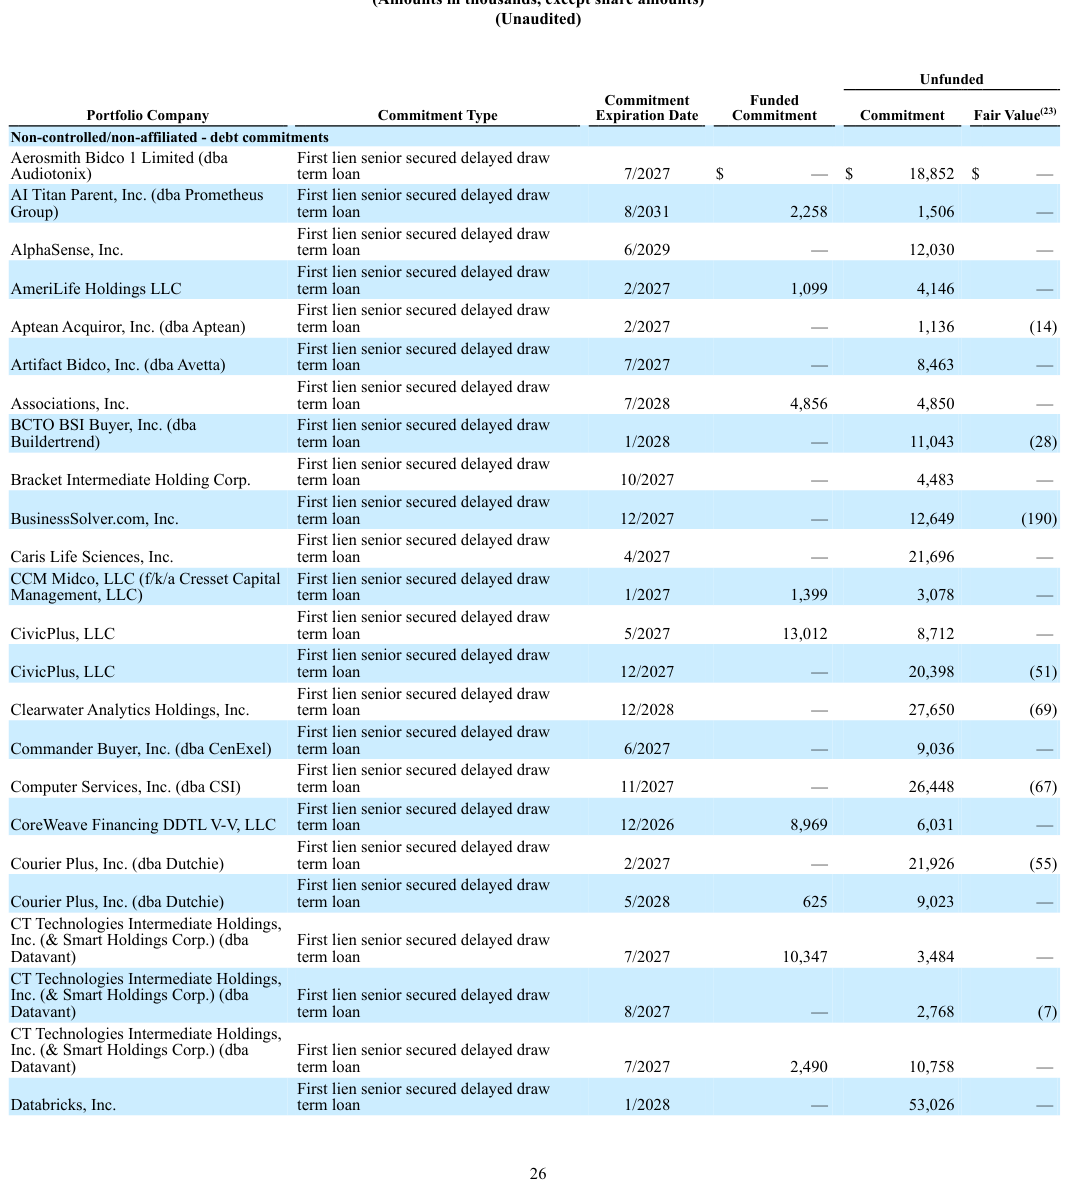 (Amounts in thousands, except share amounts)
(Unaudited)
Unfunded
Portfolio Company Commitment Type Commitment Expiration Date Funded Commitment Commitment Fair Value(23)
Non-controlled/non-affiliated - debt commitments
Aerosmith Bidco 1 Limited (dba Audiotonix) First lien senior secured delayed draw term loan 7/2027 $ — $ 18,852 $ —
AI Titan Parent, Inc. (dba Prometheus Group) First lien senior secured delayed draw term loan 8/2031 2,258 1,506 —
AlphaSense, Inc. First lien senior secured delayed draw term loan 6/2029 — 12,030 —
AmeriLife Holdings LLC First lien senior secured delayed draw term loan 2/2027 1,099 4,146 —
Aptean Acquiror, Inc. (dba Aptean) First lien senior secured delayed draw term loan 2/2027 — 1,136 (14)
Artifact Bidco, Inc. (dba Avetta) First lien senior secured delayed draw term loan 7/2027 — 8,463 —
Associations, Inc. First lien senior secured delayed draw term loan 7/2028 4,856 4,850 —
BCTO BSI Buyer, Inc. (dba Buildertrend) First lien senior secured delayed draw term loan 1/2028 — 11,043 (28)
Bracket Intermediate Holding Corp. First lien senior secured delayed draw term loan 10/2027 — 4,483 —
BusinessSolver.com, Inc. First lien senior secured delayed draw term loan 12/2027 — 12,649 (190)
Caris Life Sciences, Inc. First lien senior secured delayed draw term loan 4/2027 — 21,696 —
CCM Midco, LLC (f/k/a Cresset Capital Management, LLC) First lien senior secured delayed draw term loan 1/2027 1,399 3,078 —
CivicPlus, LLC First lien senior secured delayed draw term loan 5/2027 13,012 8,712 —
CivicPlus, LLC First lien senior secured delayed draw term loan 12/2027 — 20,398 (51)
Clearwater Analytics Holdings, Inc. First lien senior secured delayed draw term loan 12/2028 — 27,650 (69)
Commander Buyer, Inc. (dba CenExel) First lien senior secured delayed draw term loan 6/2027 — 9,036 —
Computer Services, Inc. (dba CSI) First lien senior secured delayed draw term loan 11/2027 — 26,448 (67)
CoreWeave Financing DDTL V-V, LLC First lien senior secured delayed draw term loan 12/2026 8,969 6,031 —
Courier Plus, Inc. (dba Dutchie) First lien senior secured delayed draw term loan 2/2027 — 21,926 (55)
Courier Plus, Inc. (dba Dutchie) First lien senior secured delayed draw term loan 5/2028 625 9,023 —
CT Technologies Intermediate Holdings, Inc. (& Smart Holdings Corp.) (dba Datavant) First lien senior secured delayed draw term loan 7/2027 10,347 3,484 —
CT Technologies Intermediate Holdings, Inc. (& Smart Holdings Corp.) (dba Datavant) First lien senior secured delayed draw term loan 8/2027 — 2,768 (7)
CT Technologies Intermediate Holdings, Inc. (& Smart Holdings Corp.) (dba Datavant) First lien senior secured delayed draw term loan 7/2027 2,490 10,758 —
Databricks, Inc. First lien senior secured delayed draw term loan 1/2028 — 53,026 —
26